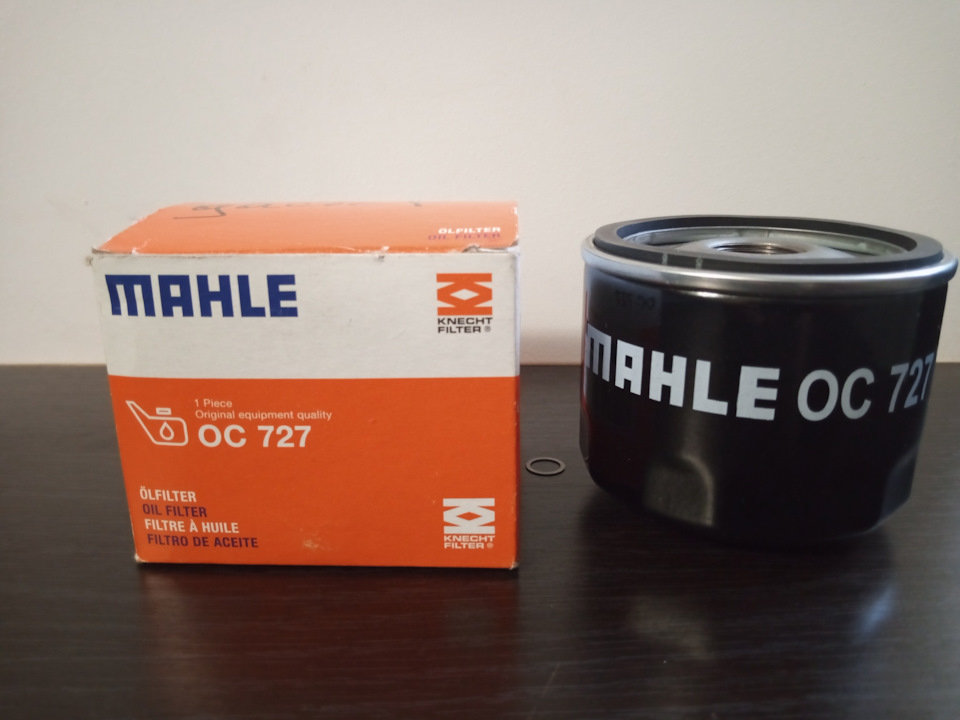 ÖLFILTER
OIL FILTER
MAHLE
KNECHT
FILTER®
1 Piece
Original equipment quality
OC 727
ÖLFILTER
OIL FILTER
FILTRE À HUILE
FILTRO DE ACEITE
KNECHT
FILTER®
MAHLE OC 727